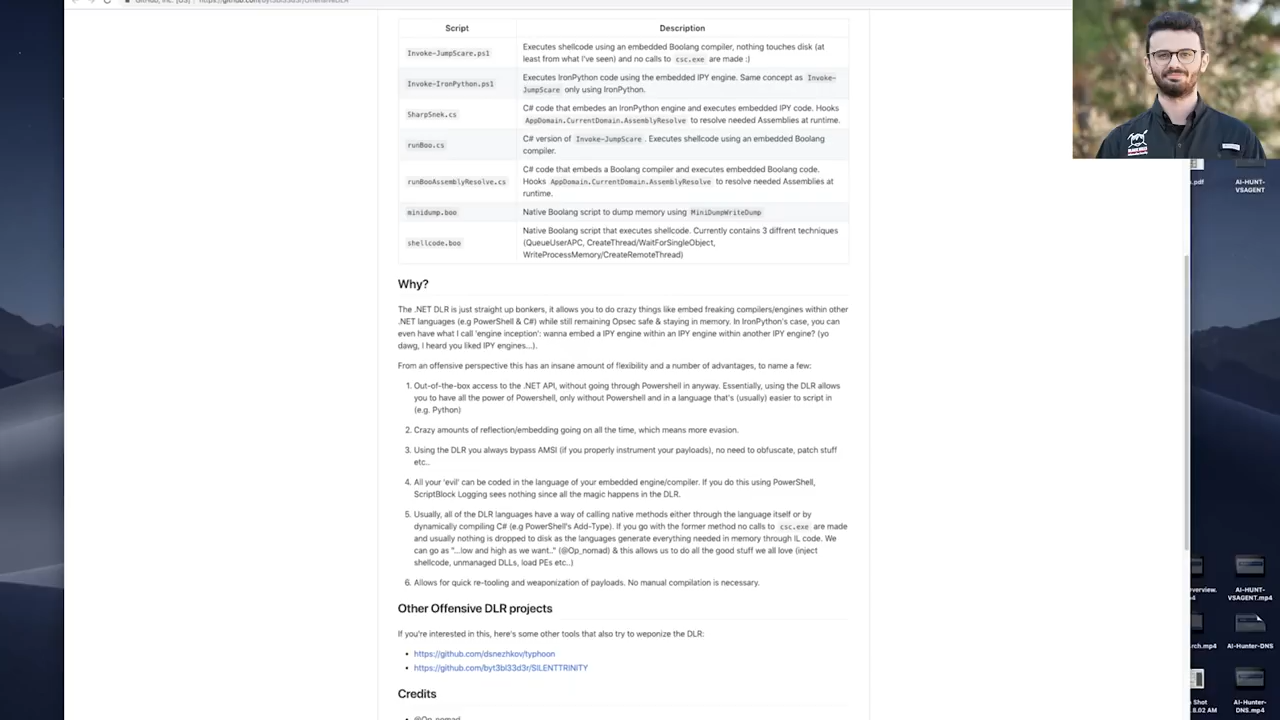 Script Description
Invoke-JumpScare.ps1
Executes shellcode using an embedded Boolang compiler, nothing touches disk (at
least from what I've seen) and no calls to csc.exe are made :)
Invoke-IronPython.ps1
Executes IronPython code using the embedded IPY engine. Same concept as Invoke-
JumpScare only using IronPython.
SharpSnek.cs
C# code that embedes an IronPython engine and executes embedded IPY code. Hooks
AppDomain.CurrentDomain.AssemblyResolve to resolve needed Assemblies at runtime.
runBoo.cs
C# version of Invoke-JumpScare . Executes shellcode using an embedded Boolang
compiler.
runBooAssemblyResolve.cs
C# code that embeds a Boolang compiler and executes embedded Boolang code.
Hooks AppDomain.CurrentDomain.AssemblyResolve to resolve needed Assemblies at
runtime.
minidump.boo
Native Boolang script to dump memory using MiniDumpWriteDump
shellcode.boo
Native Boolang script that executes shellcode. Currently contains 3 diffrent techniques
(QueueUserAPC, CreateThread/WaitForSingleObject,
WriteProcessMemory/CreateRemoteThread)
Why?
The .NET DLR is just straight up bonkers, it allows you to do crazy things like embed freaking compilers/engines within other
.NET languages (e.g PowerShell & C#) while still remaining Opsec safe & staying in memory. In IronPython's case, you can
even have what I call 'engine inception': wanna embed a IPY engine within an IPY engine within another IPY engine? (yo
dawg, I heard you liked IPY engines...).
From an offensive perspective this has an insane amount of flexibility and a number of advantages, to name a few:
1. Out-of-the-box access to the .NET API, without going through Powershell in anyway. Essentially, using the DLR allows
you to have all the power of Powershell, only without Powershell and in a language that's (usually) easier to script in
(e.g. Python)
2. Crazy amounts of reflection/embedding going on all the time, which means more evasion.
3. Using the DLR you always bypass AMSI (if you properly instrument your payloads), no need to obfuscate, patch stuff
etc..
4. All your 'evil' can be coded in the language of your embedded engine/compiler. If you do this using PowerShell,
ScriptBlock Logging sees nothing since all the magic happens in the DLR.
5. Usually, all of the DLR languages have a way of calling native methods either through the language itself or by
dynamically compiling C# (e.g PowerShell's Add-Type). If you go with the former method no calls to csc.exe are made
and usually nothing is dropped to disk as the languages generate everything needed in memory through IL code. We
can go as "...low and high as we want.." (@Op_nomad) & this allows us to do all the good stuff we all love (inject
shellcode, unmanaged DLLs, load PEs etc..)
6. Allows for quick re-tooling and weaponization of payloads. No manual compilation is necessary.
Other Offensive DLR projects
If you're interested in this, here's some other tools that also try to weponize the DLR:
• https://github.com/dsnezhkov/typhoon
• https://github.com/byt3bl33d3r/SILENTTRINITY
Credits
• @Op_nomad
s.pdf
AI-HUNT-
VSAGENT
AI-HUNT-
VSAGENT.mp4
AI-Hunter-DNS
AI-Hunter-
DNS.mp4